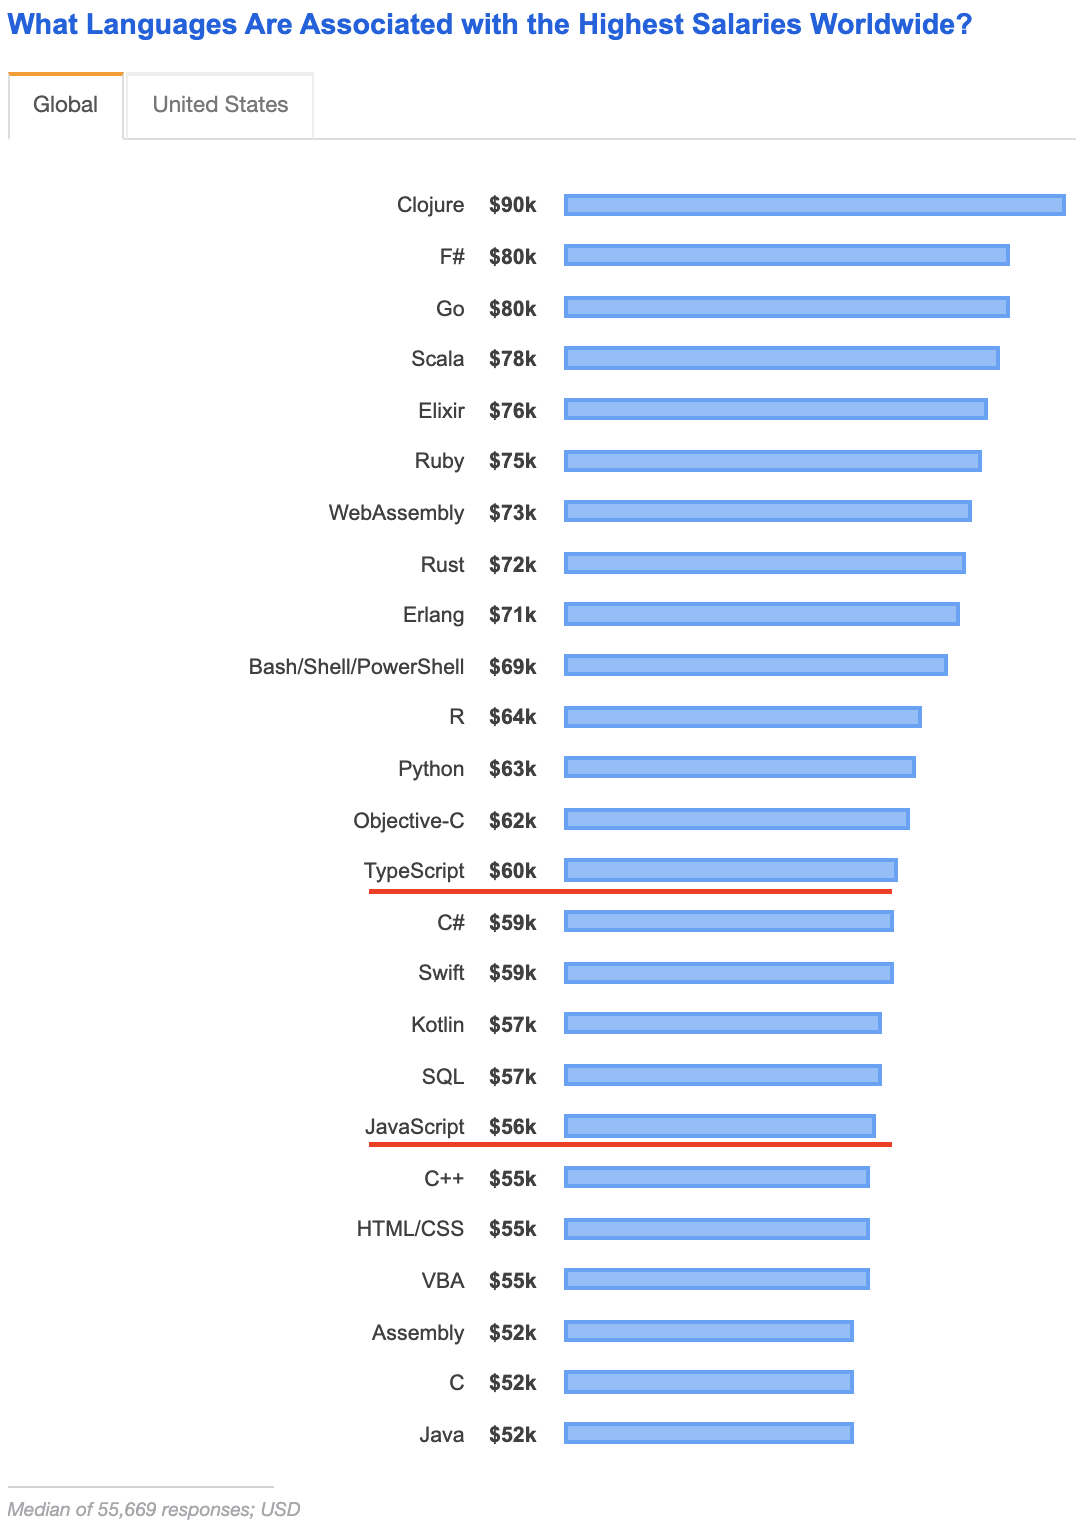 What Languages Are Associated with the Highest Salaries Worldwide?
Global United States
Clojure $90k
F# $80k
Go $80k
Scala $78k
Elixir $76k
Ruby $75k
WebAssembly $73k
Rust $72k
Erlang $71k
Bash/Shell/PowerShell $69k
R $64k
Python $63k
Objective-C $62k
TypeScript $60k
C# $59k
Swift $59k
Kotlin $57k
SQL $57k
JavaScript $56k
C++ $55k
HTML/CSS $55k
VBA $55k
Assembly $52k
C $52k
Java $52k
Median of 55,669 responses; USD